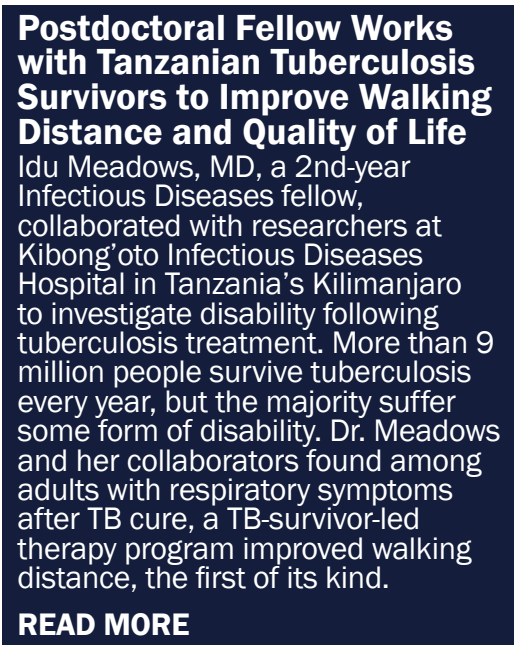 Postdoctoral Fellow Works
with Tanzanian Tuberculosis
Survivors to Improve Walking
Distance and Quality of Life
Idu Meadows, MD, a 2nd-year
Infectious Diseases fellow,
collaborated with researchers at
Kibong’oto Infectious Diseases
Hospital in Tanzania’s Kilimanjaro
to investigate disability following
tuberculosis treatment. More than 9
million people survive tuberculosis
every year, but the majority suffer
some form of disability. Dr. Meadows
and her collaborators found among
adults with respiratory symptoms
after TB cure, a TB-survivor-led
therapy program improved walking
distance, the first of its kind.
READ MORE